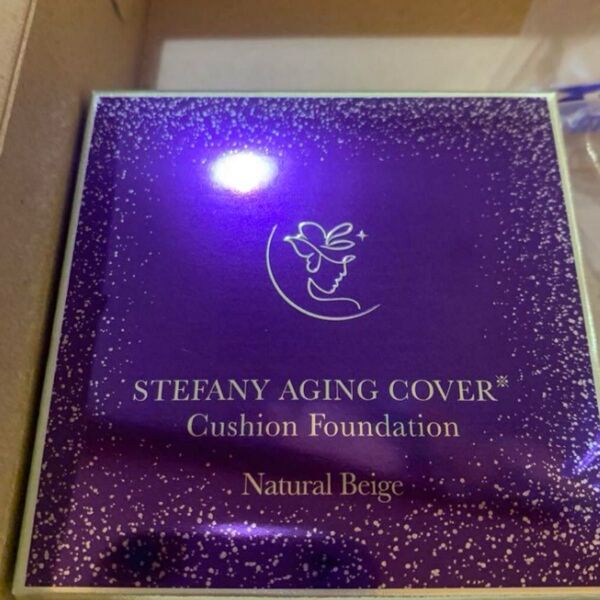 STEFANY AGING COVER※
Cushion Foundation
Natural Beige